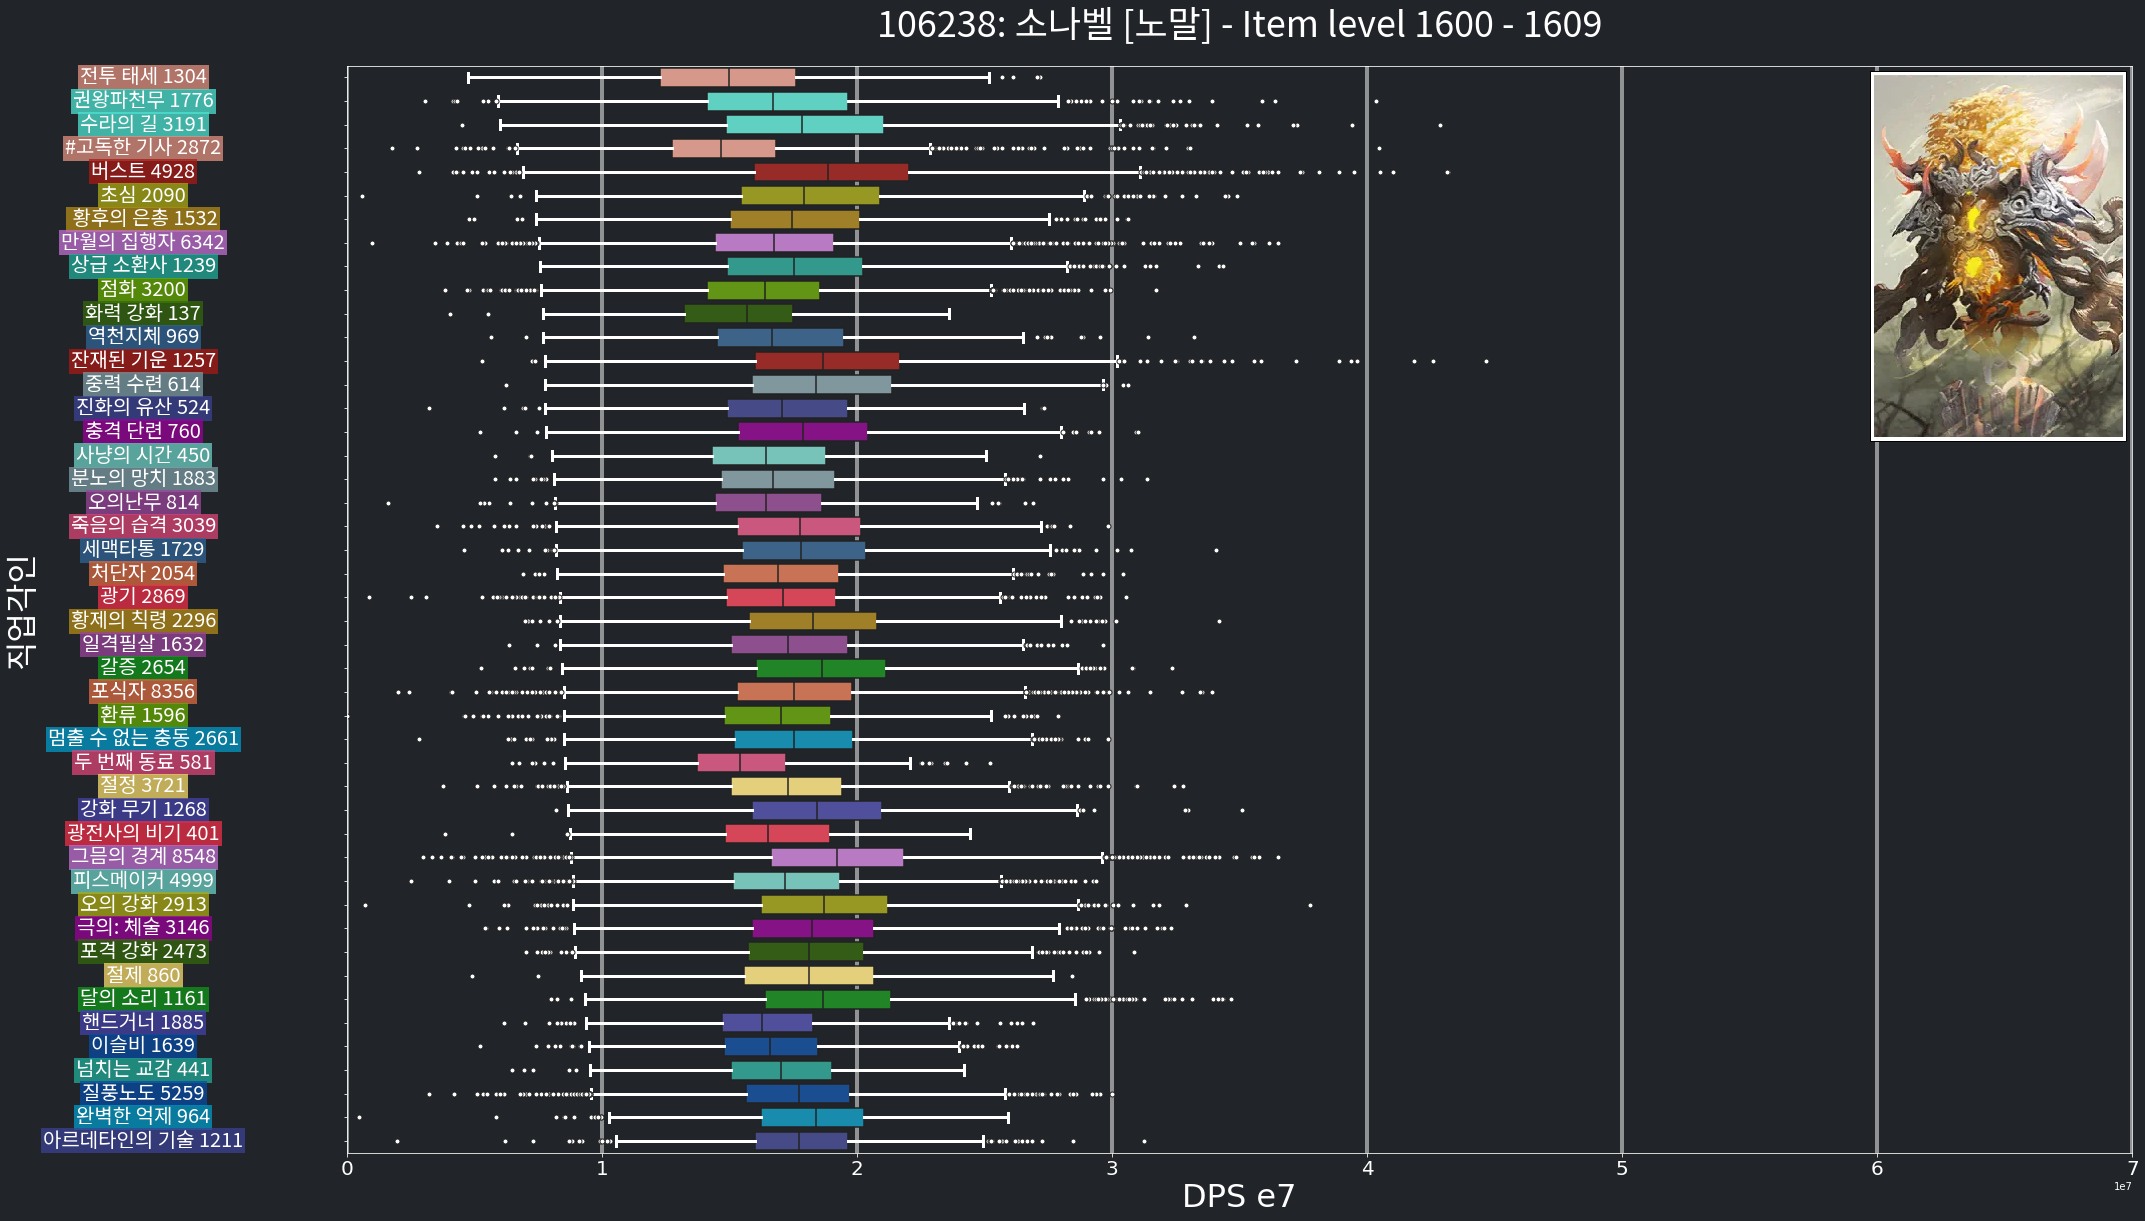 106238: 소나벨 [노말] - Item level 1600 - 1609
전투 태세 1304
권왕파천무 1776
수라의 길 3191
#고독한 기사 2872
버스트 4928
초심 2090
황후의 은총 1532
만월의 집행자 6342
상급 소환사 1239
점화 3200
화력 강화 137
역천지체 969
잔재된 기운 1257
중력 수련 614
진화의 유산 524
충격 단련 760
사냥의 시간 450
분노의 망치 1883
오의난무 814
죽음의 습격 3039
세맥타통 1729
처단자 2054
광기 2869
황제의 칙령 2296
일격필살 1632
갈증 2654
포식자 8356
환류 1596
멈출 수 없는 충동 2661
두 번째 동료 581
절정 3721
강화 무기 1268
광전사의 비기 401
그믐의 경계 8548
피스메이커 4999
오의 강화 2913
극의: 체술 3146
포격 강화 2473
절제 860
달의 소리 1161
핸드거너 1885
이슬비 1639
넘치는 교감 441
질풍노도 5259
완벽한 억제 964
아르데타인의 기술 1211
직업각인
0 1 2 3 4 5 6 7
DPS e7
1e7